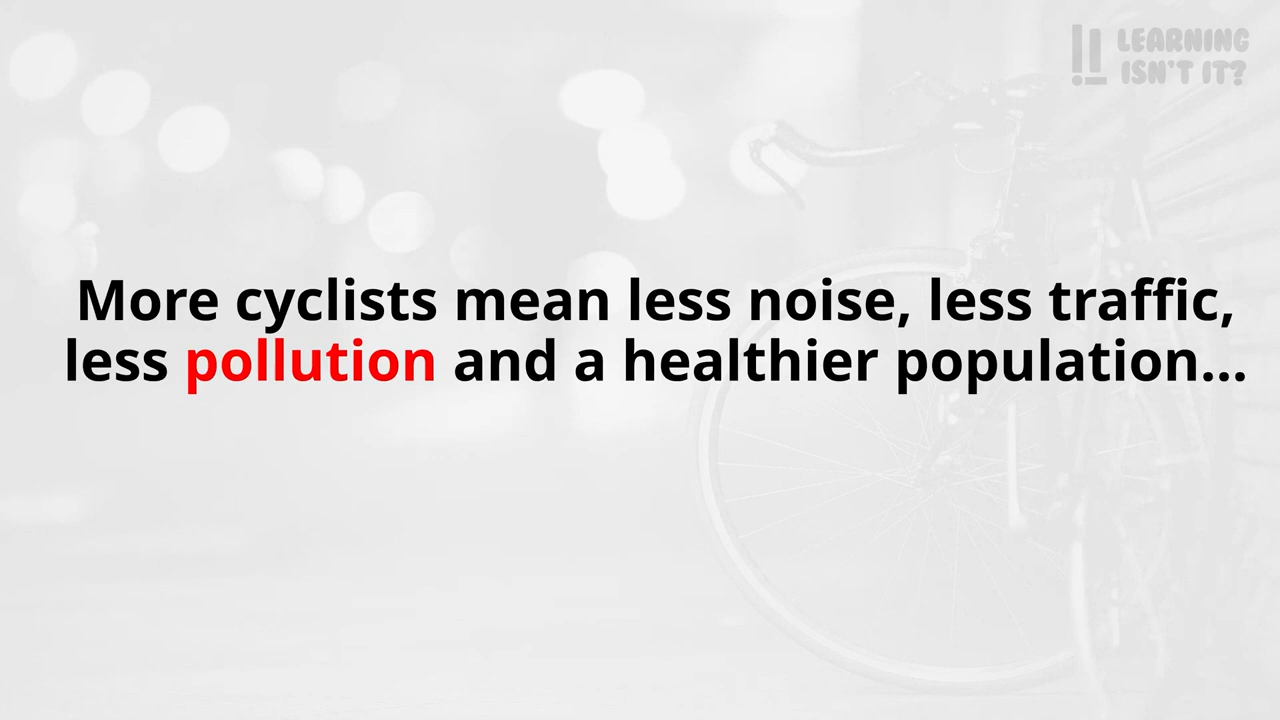 LEARNING
ISN'T IT?
More cyclists mean less noise, less traffic,
less pollution and a healthier population...